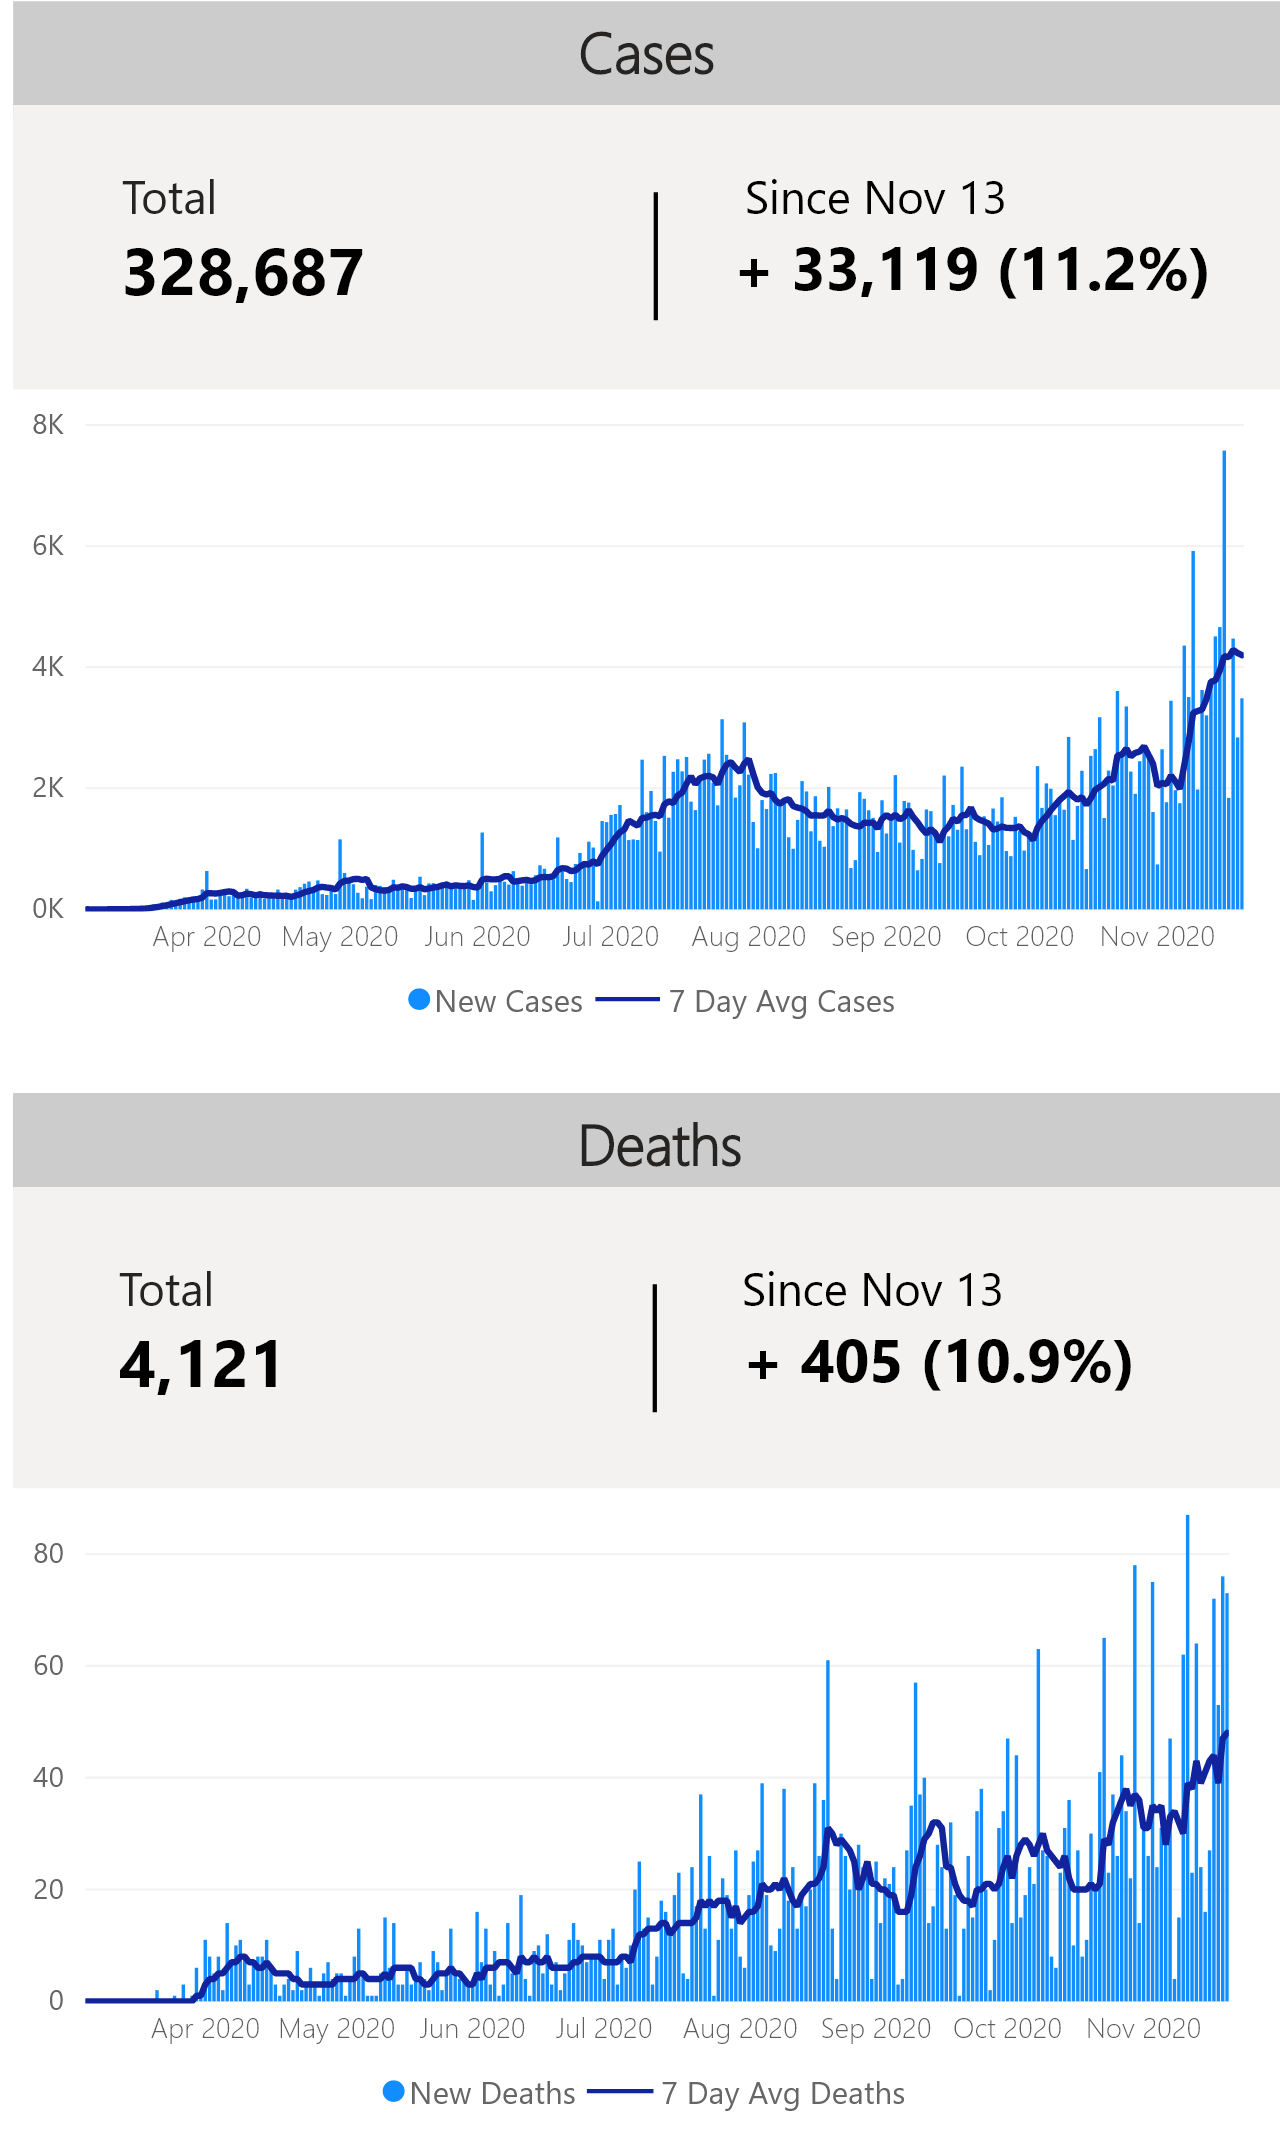 Cases
Total
328,687
Since Nov 13
+ 33,119 (11.2%)
8K
6K
4K
2K
0K
Apr 2020 May 2020 Jun 2020 Jul 2020 Aug 2020 Sep 2020 Oct 2020 Nov 2020
New Cases 7 Day Avg Cases
Deaths
Total
4,121
Since Nov 13
+ 405 (10.9%)
80
60
40
20
0
Apr 2020 May 2020 Jun 2020 Jul 2020 Aug 2020 Sep 2020 Oct 2020 Nov 2020
New Deaths 7 Day Avg Deaths